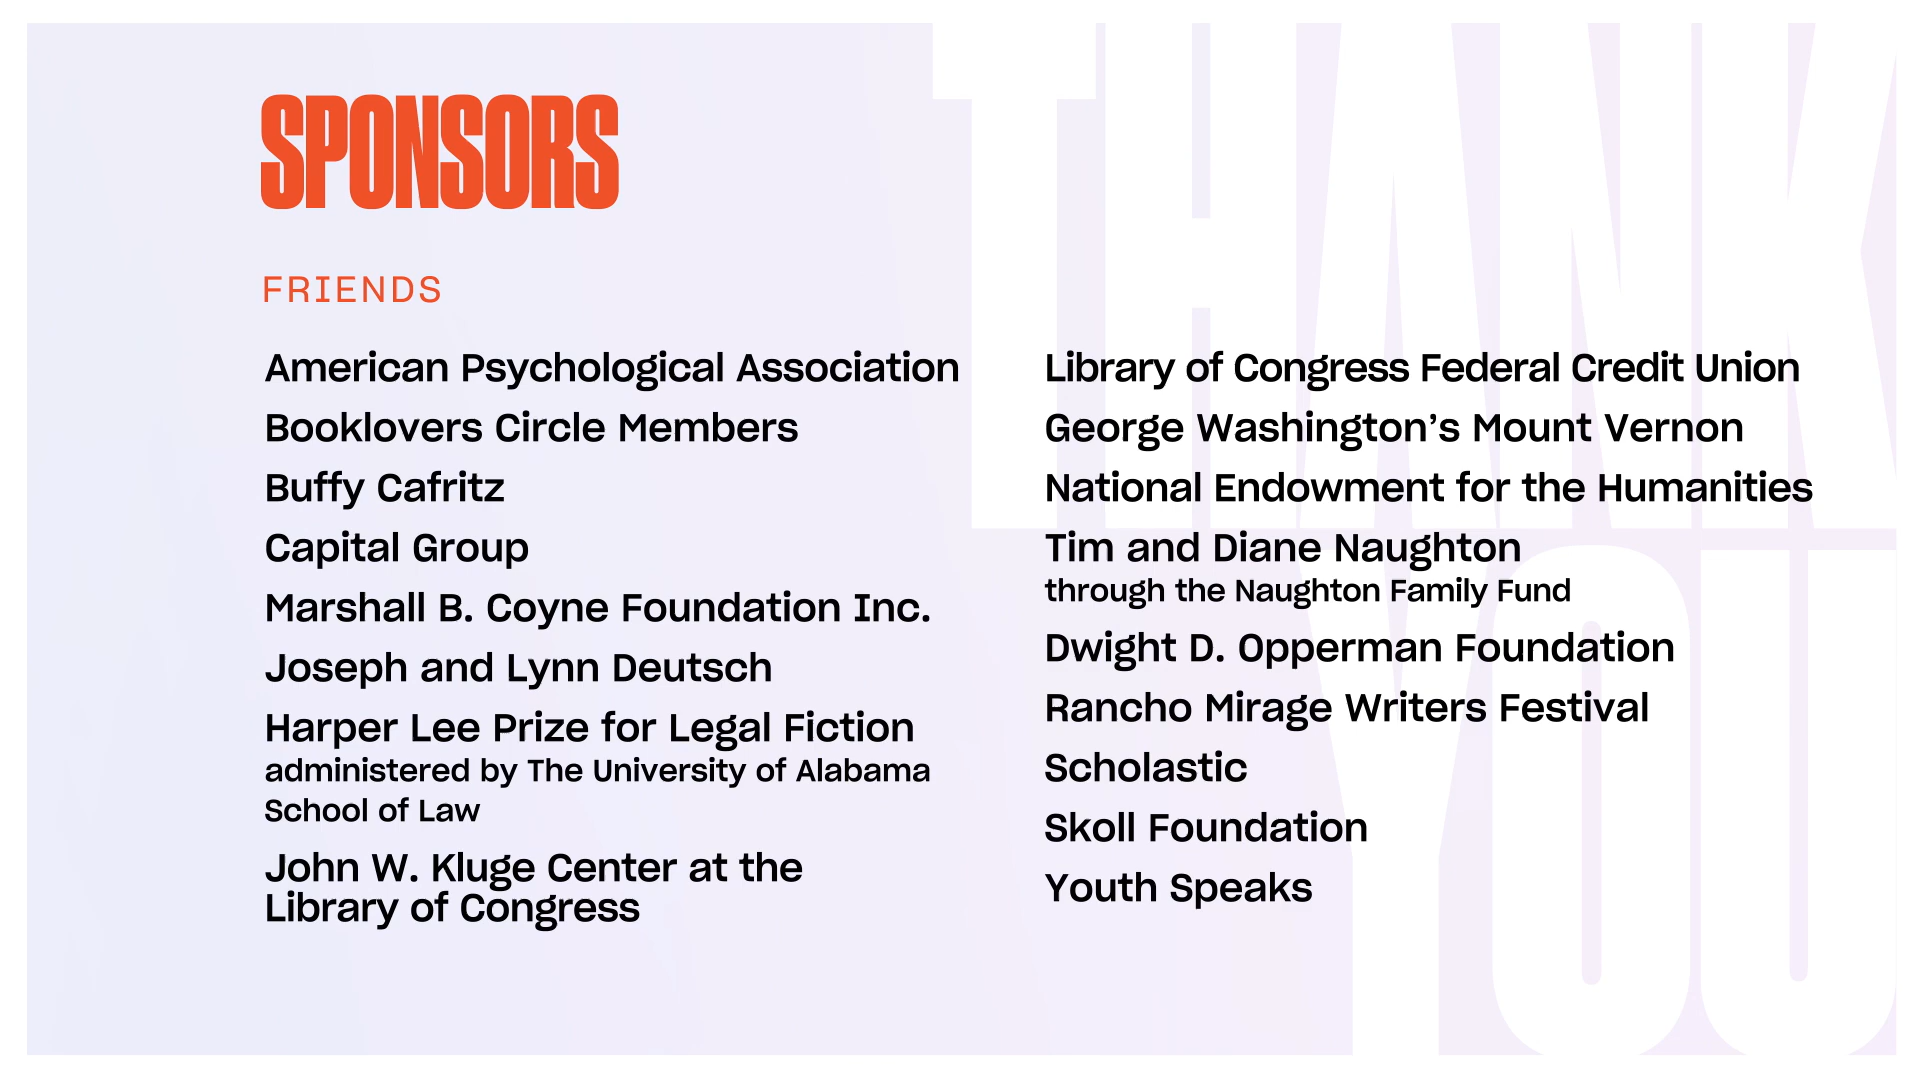 SPONSORS
FRIENDS
American Psychological Association
Booklovers Circle Members
Buffy Cafritz
Capital Group
Marshall B. Coyne Foundation Inc.
Joseph and Lynn Deutsch
Harper Lee Prize for Legal Fiction
administered by The University of Alabama
School of Law
John W. Kluge Center at the
Library of Congress
Library of Congress Federal Credit Union
George Washington’s Mount Vernon
National Endowment for the Humanities
Tim and Diane Naughton
through the Naughton Family Fund
Dwight D. Opperman Foundation
Rancho Mirage Writers Festival
Scholastic
Skoll Foundation
Youth Speaks
THANK
YOU